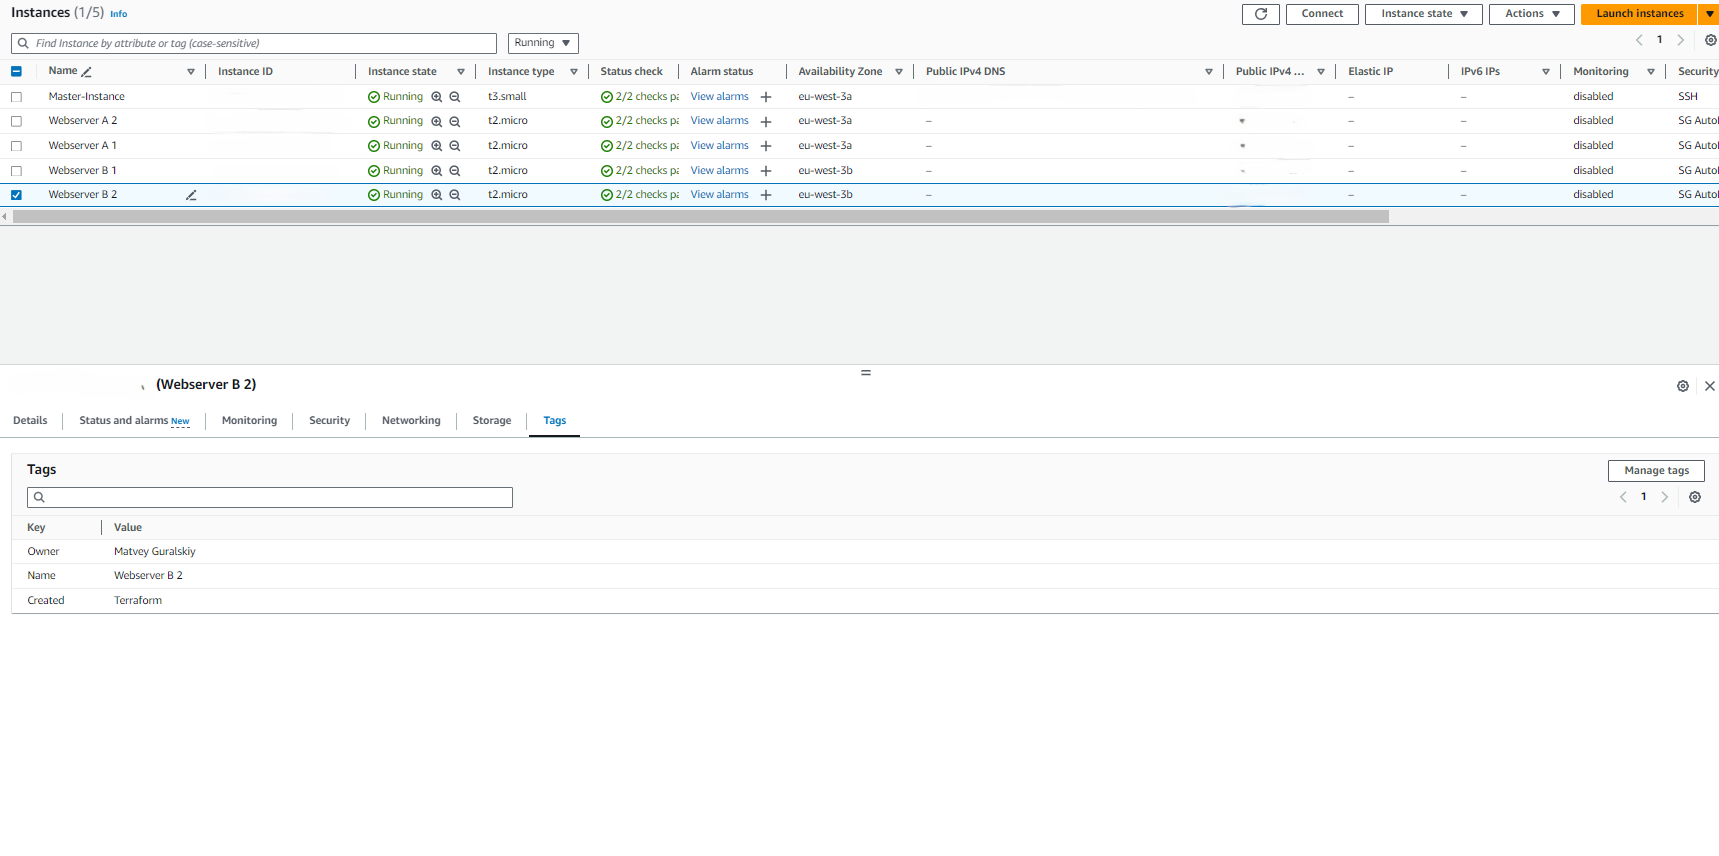 Instances (1/5) Info Connect Instance state Actions Launch instances
Find Instance by attribute or tag (case-sensitive) Running 1
Name Instance ID Instance state Instance type Status check Alarm status Availability Zone Public IPv4 DNS Public IPv4 ... Elastic IP IPv6 IPs Monitoring Security
Master-Instance Running t3.small 2/2 checks pa View alarms + eu-west-3a – – disabled SSH
Webserver A 2 Running t2.micro 2/2 checks pa View alarms + eu-west-3a – – – disabled SG Autol
Webserver A 1 Running t2.micro 2/2 checks pa View alarms + eu-west-3a – – – disabled SG Autol
Webserver B 1 Running t2.micro 2/2 checks pa View alarms + eu-west-3b – – – disabled SG Autol
Webserver B 2 Running t2.micro 2/2 checks pa View alarms + eu-west-3b – – – disabled SG Autol
(Webserver B 2)
Details Status and alarms New Monitoring Security Networking Storage Tags
Tags Manage tags
1
Key Value
Owner Matvey Guralskiy
Name Webserver B 2
Created Terraform